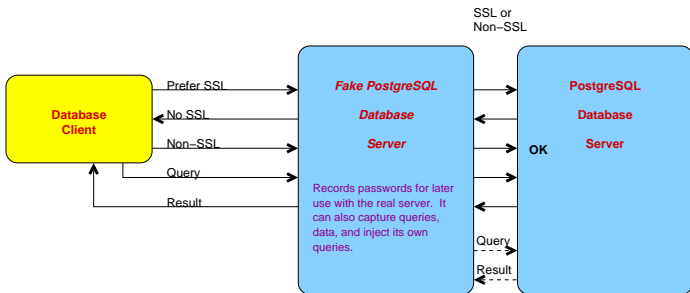 SSL or
Non−SSL
Prefer SSL
No SSL
Non−SSL
Query
Result
Database
Client
Fake PostgreSQL
Database
Server
Records passwords for later
use with the real server. It
can also capture queries,
data, and inject its own
queries.
PostgreSQL
Database
Server
OK
Query
Result